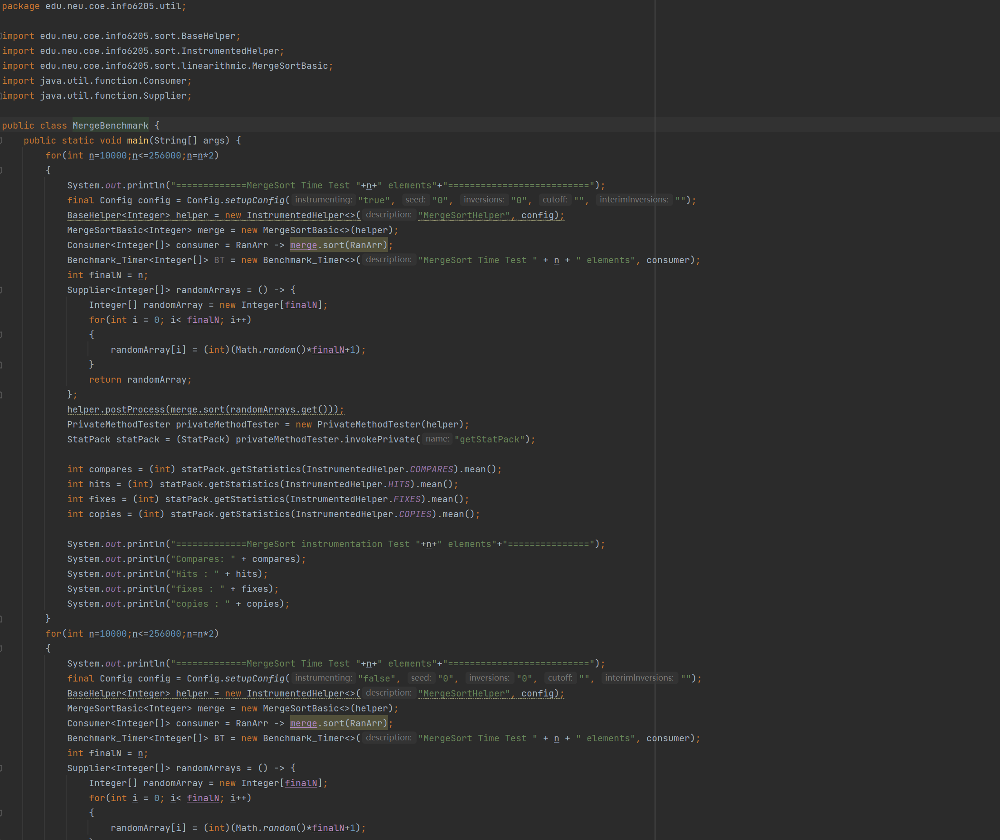 package edu.neu.coe.info6205.util;
import edu.neu.coe.info6205.sort.BaseHelper;
import edu.neu.coe.info6205.sort.InstrumentedHelper;
import edu.neu.coe.info6205.sort.linearithmic.MergeSortBasic;
import java.util.function.Consumer;
import java.util.function.Supplier;
public class MergeBenchmark {
public static void main(String[] args) {
for(int n=10000;n<=256000;n=n*2)
{
System.out.println("=============MergeSort Time Test "+n+" elements"+"==========================");
final Config config = Config.setupConfig( instrumenting: "true", seed: "0", inversions: "0", cutoff: "", interimInversions: "");
BaseHelper<Integer> helper = new InstrumentedHelper<>( description: "MergeSortHelper", config);
MergeSortBasic<Integer> merge = new MergeSortBasic<>(helper);
Consumer<Integer[]> consumer = RanArr -> merge.sort(RanArr);
Benchmark_Timer<Integer[]> BT = new Benchmark_Timer<>( description: "MergeSort Time Test " + n + " elements", consumer);
int finalN = n;
Supplier<Integer[]> randomArrays = () -> {
Integer[] randomArray = new Integer[finalN];
for(int i = 0; i< finalN; i++)
{
randomArray[i] = (int)(Math.random()*finalN+1);
}
return randomArray;
};
helper.postProcess(merge.sort(randomArrays.get()));
PrivateMethodTester privateMethodTester = new PrivateMethodTester(helper);
StatPack statPack = (StatPack) privateMethodTester.invokePrivate( name: "getStatPack");
int compares = (int) statPack.getStatistics(InstrumentedHelper.COMPARES).mean();
int hits = (int) statPack.getStatistics(InstrumentedHelper.HITS).mean();
int fixes = (int) statPack.getStatistics(InstrumentedHelper.FIXES).mean();
int copies = (int) statPack.getStatistics(InstrumentedHelper.COPIES).mean();
System.out.println("=============MergeSort instrumentation Test "+n+" elements"+"===============");
System.out.println("Compares: " + compares);
System.out.println("Hits : " + hits);
System.out.println("fixes : " + fixes);
System.out.println("copies : " + copies);
}
for(int n=10000;n<=256000;n=n*2)
{
System.out.println("=============MergeSort Time Test "+n+" elements"+"==========================");
final Config config = Config.setupConfig( instrumenting: "false", seed: "0", inversions: "0", cutoff: "", interimInversions: "");
BaseHelper<Integer> helper = new InstrumentedHelper<>( description: "MergeSortHelper", config);
MergeSortBasic<Integer> merge = new MergeSortBasic<>(helper);
Consumer<Integer[]> consumer = RanArr -> merge.sort(RanArr);
Benchmark_Timer<Integer[]> BT = new Benchmark_Timer<>( description: "MergeSort Time Test " + n + " elements", consumer);
int finalN = n;
Supplier<Integer[]> randomArrays = () -> {
Integer[] randomArray = new Integer[finalN];
for(int i = 0; i< finalN; i++)
{
randomArray[i] = (int)(Math.random()*finalN+1);